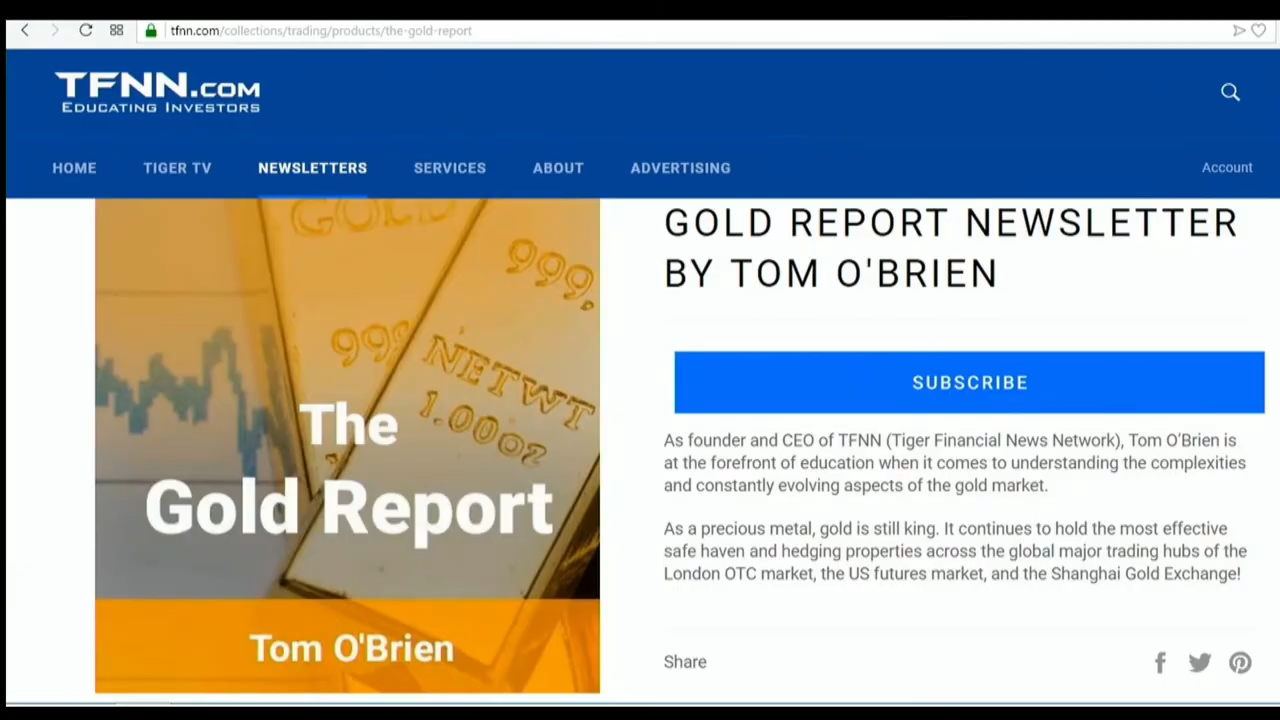 tfnn.com/collections/trading/products/the-gold-report
TFNN.COM
EDUCATING INVESTORS
HOME
TIGER TV
NEWSLETTERS
SERVICES
ABOUT
ADVERTISING
Account
GOLD
999,
999
NETWT
1.00oz
The
Gold Report
Tom O'Brien
GOLD REPORT NEWSLETTER
BY TOM O'BRIEN
SUBSCRIBE
As founder and CEO of TFNN (Tiger Financial News Network), Tom O'Brien is
at the forefront of education when it comes to understanding the complexities
and constantly evolving aspects of the gold market.
As a precious metal, gold is still king. It continues to hold the most effective
safe haven and hedging properties across the global major trading hubs of the
London OTC market, the US futures market, and the Shanghai Gold Exchange!
Share